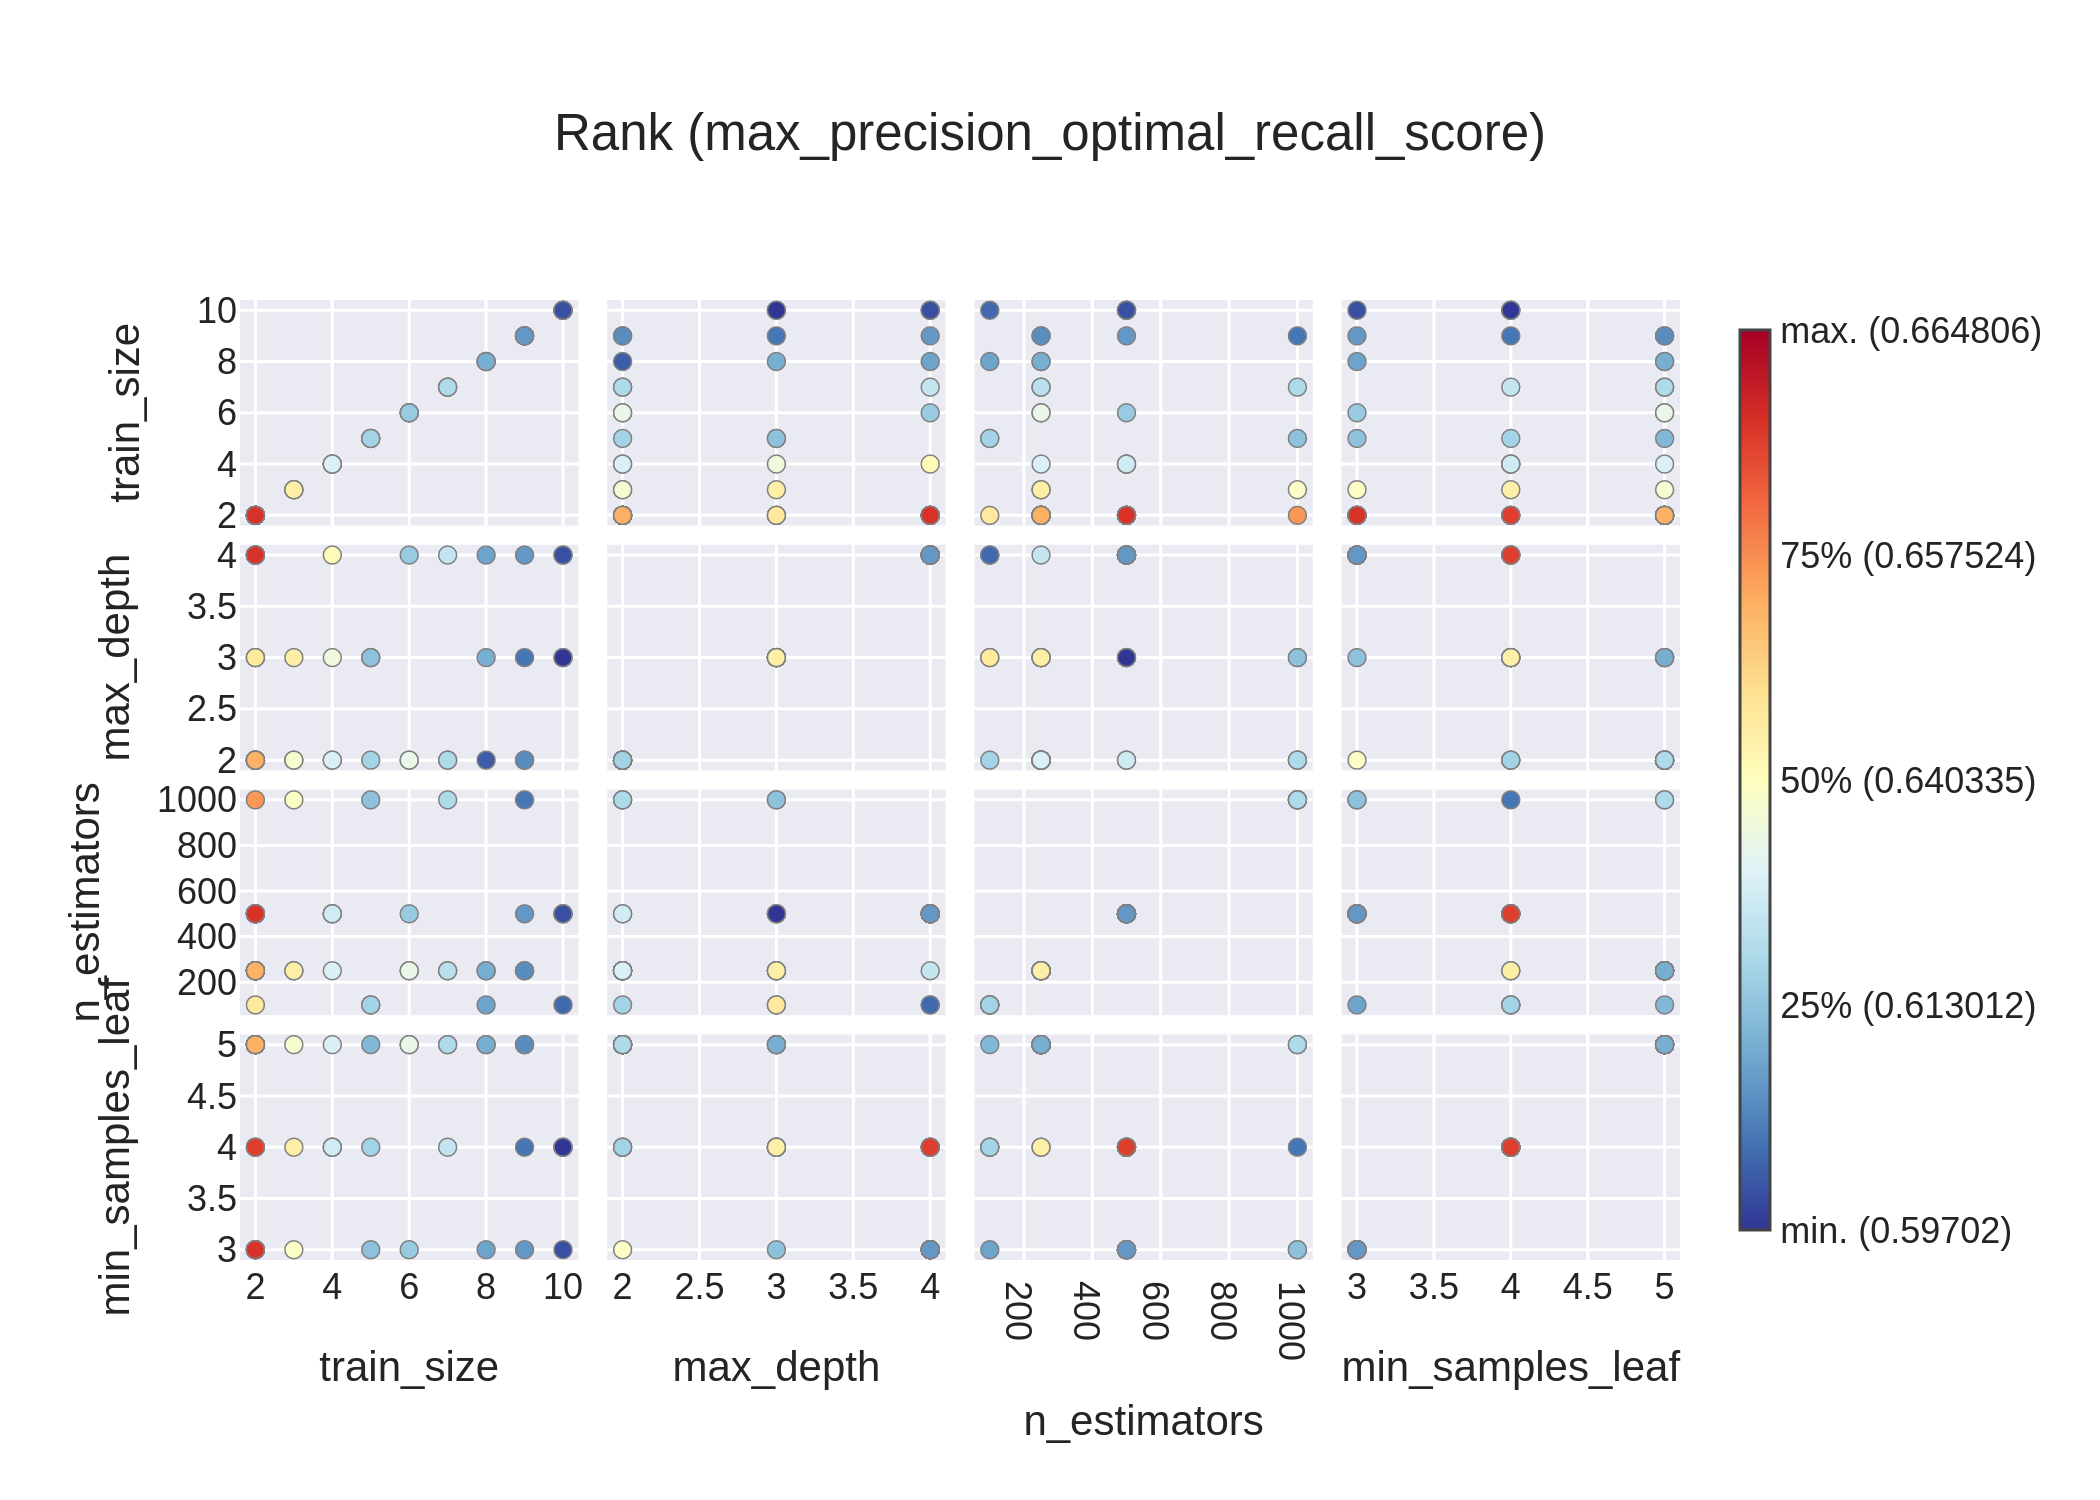 Rank (max_precision_optimal_recall_score)
train_size
10
8
6
4
2
max_depth
4
3.5
3
2.5
2
n_estimators
1000
800
600
400
200
min_samples_leaf
5
4.5
4
3.5
3
2 4 6 8 10
2 2.5 3 3.5 4
200 400 600 800 1000
3 3.5 4 4.5 5
train_size
max_depth
n_estimators
min_samples_leaf
max. (0.664806)
75% (0.657524)
50% (0.640335)
25% (0.613012)
min. (0.59702)